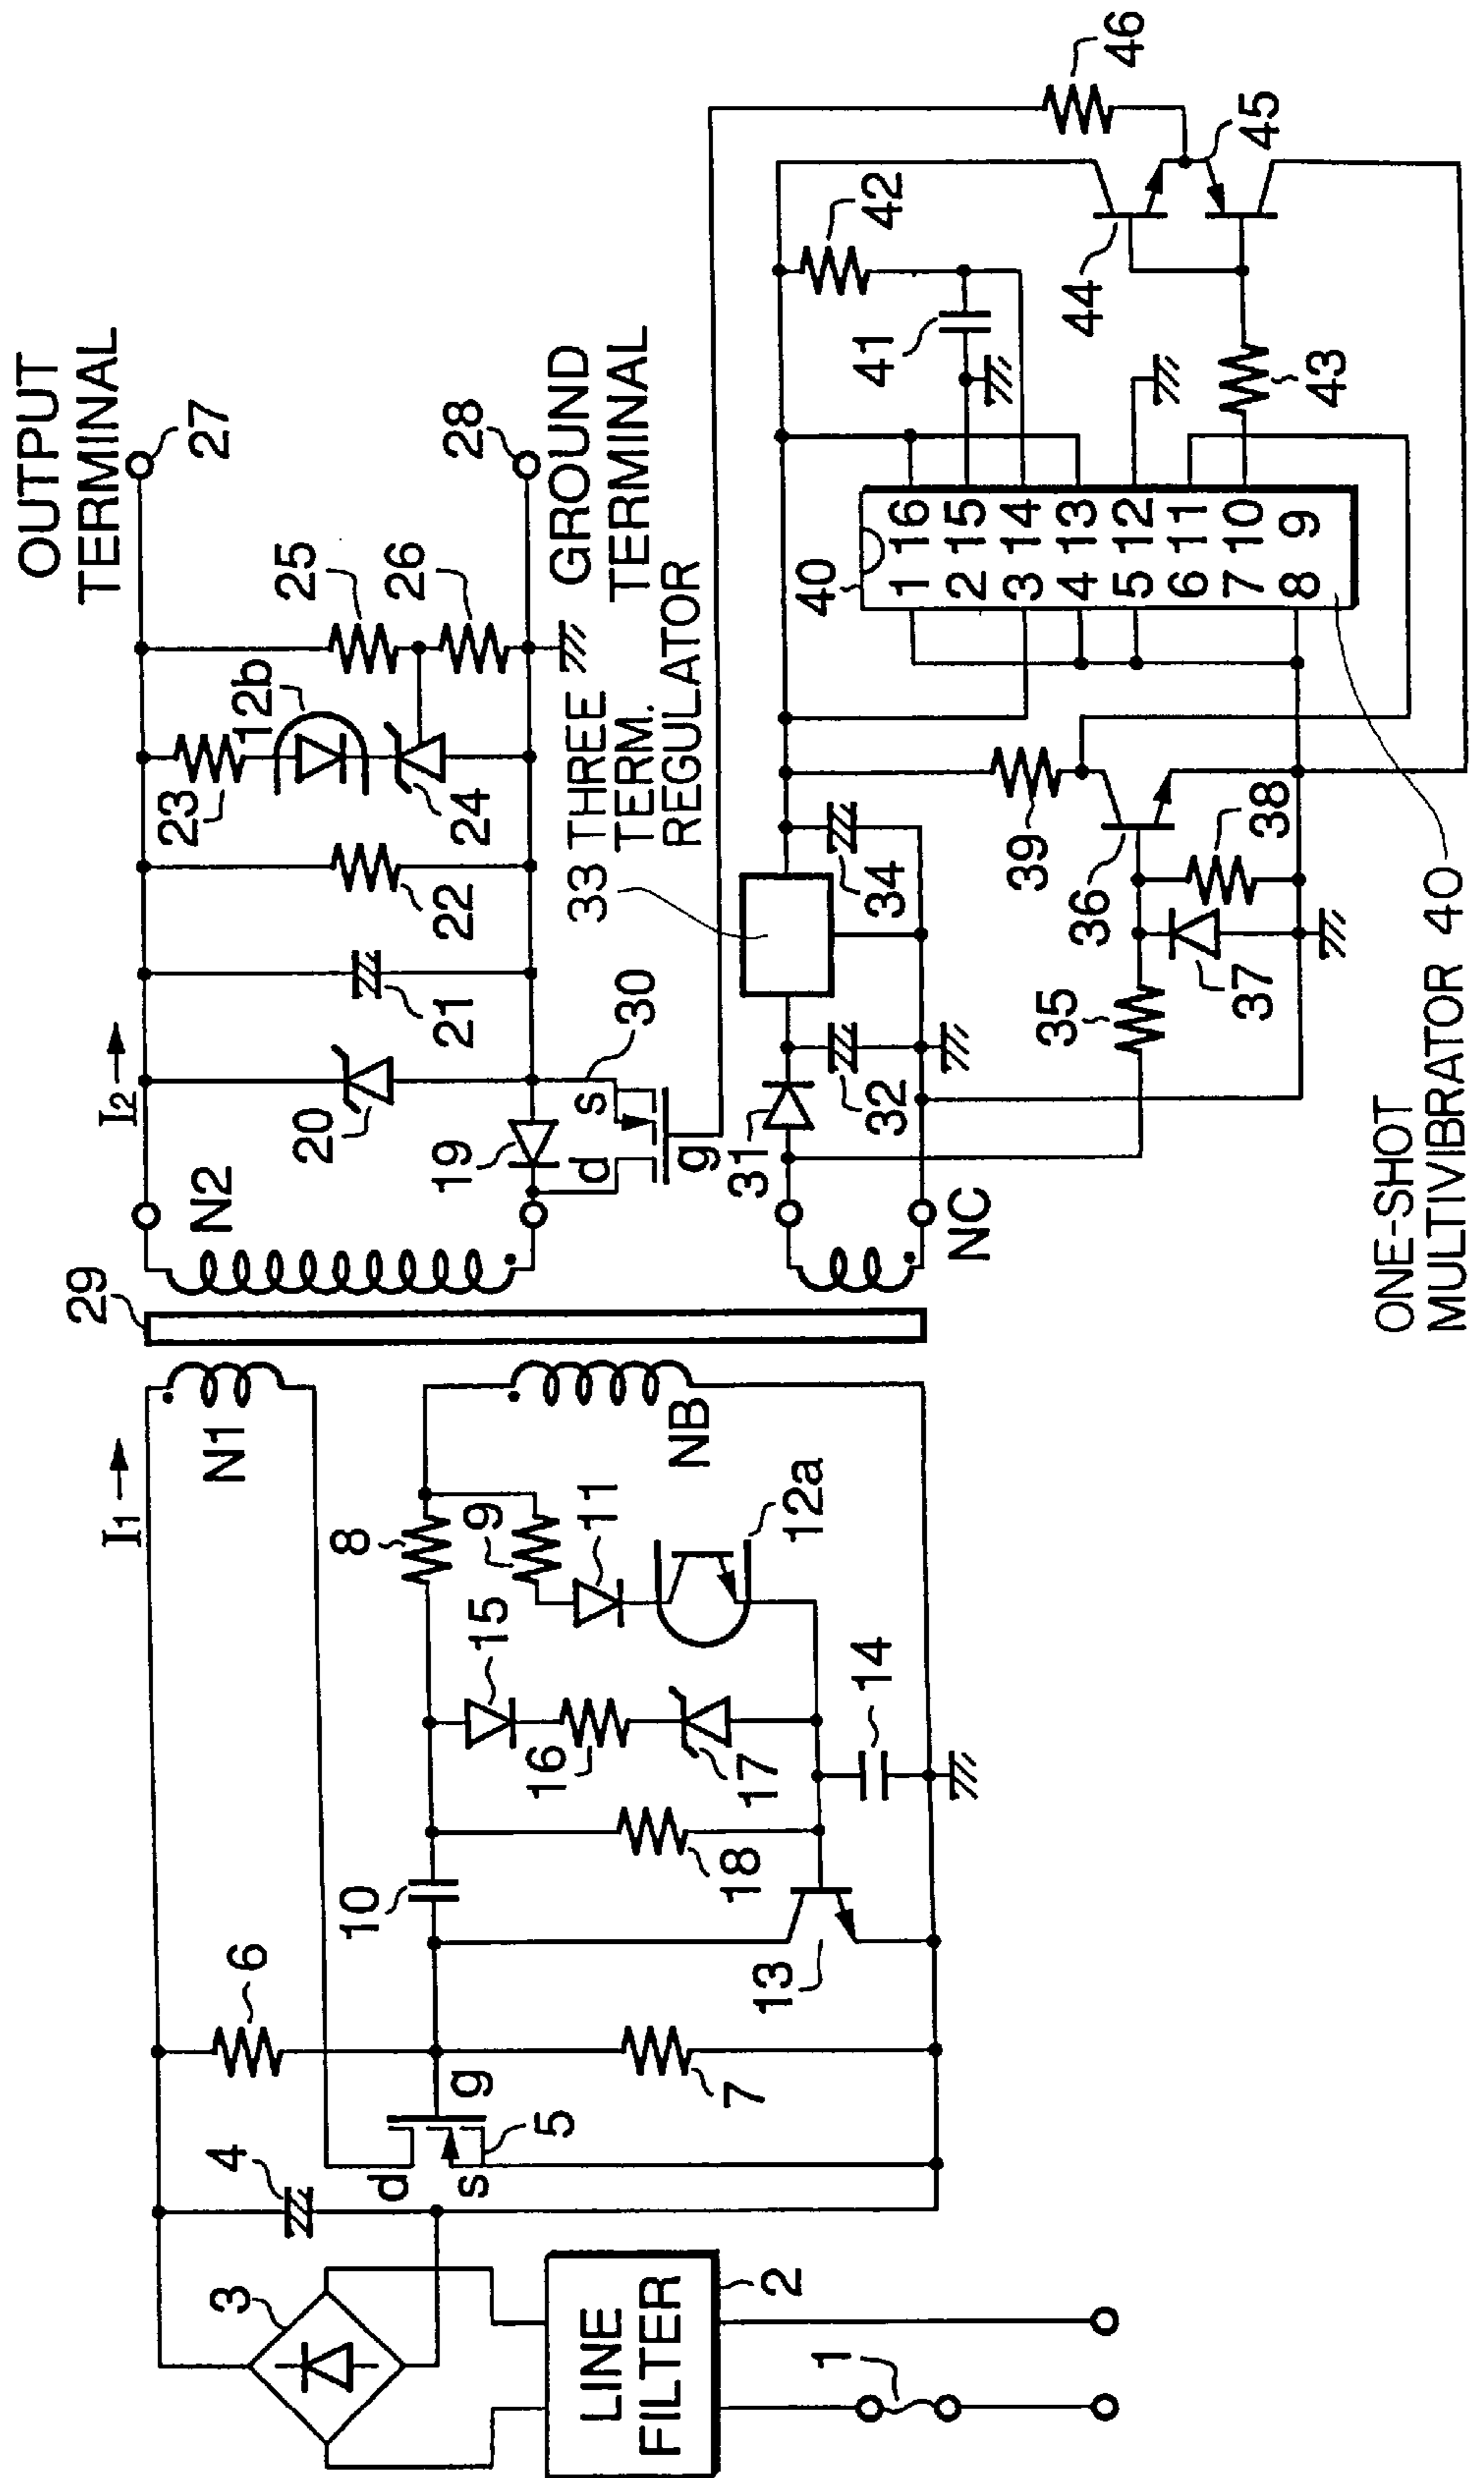 OUTPUT
TERMINAL
27
28
GROUND
TERMINAL
I2
N2
20
21
22
23
12b
24
25
26
19
30
s
d
g
29
I1
N1
NB
8
9
11
12a
15
16
17
14
10
18
13
6
7
g
d
s
5
4
3
LINE
FILTER
2
1
33 THREE
TERM.
REGULATOR
31
32
34
NC
35
36
37
38
39
40
1 16
2 15
3 14
4 13
5 12
6 11
7 10
8 9
41
42
43
44
45
46
ONE-SHOT
MULTIVIBRATOR 40